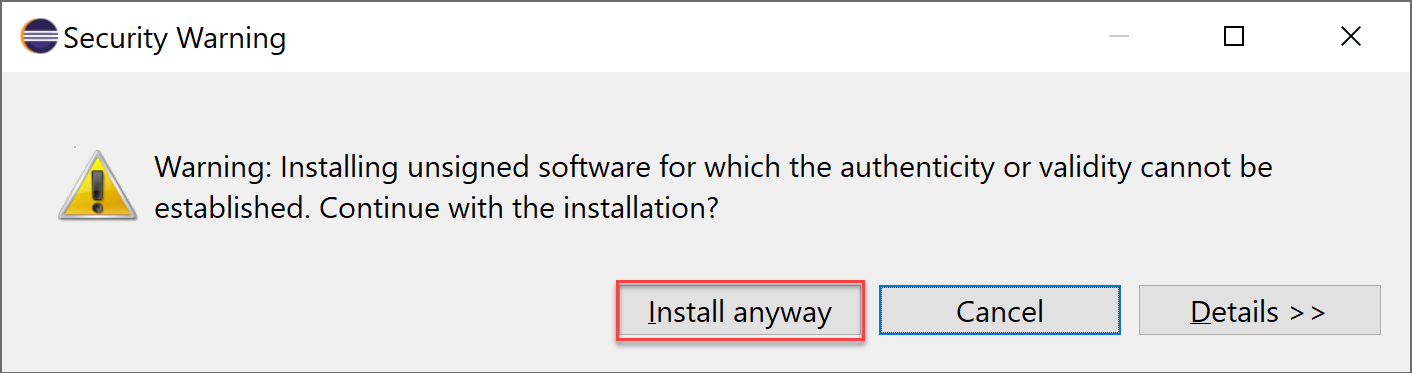 Security Warning
Warning: Installing unsigned software for which the authenticity or validity cannot be
established. Continue with the installation?
Install anyway Cancel Details >>